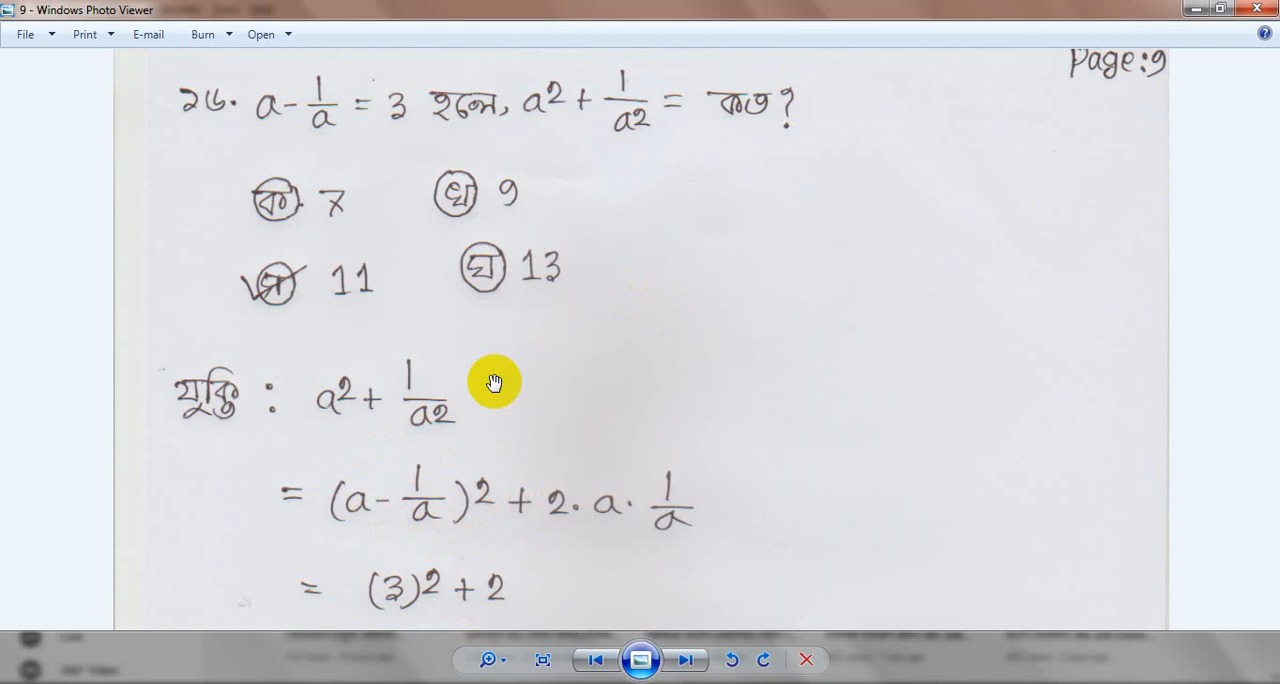 9 - Windows Photo Viewer
File Print E-mail Burn Open
Page:9
২৬. a - 1/a = 3 হলে, a² + 1/a² = কত?
ক 7 খ 9
গ 11 ঘ 13
যুক্তি : a² + 1/a²
= (a - 1/a)² + 2. a. 1/a
= (3)² + 2